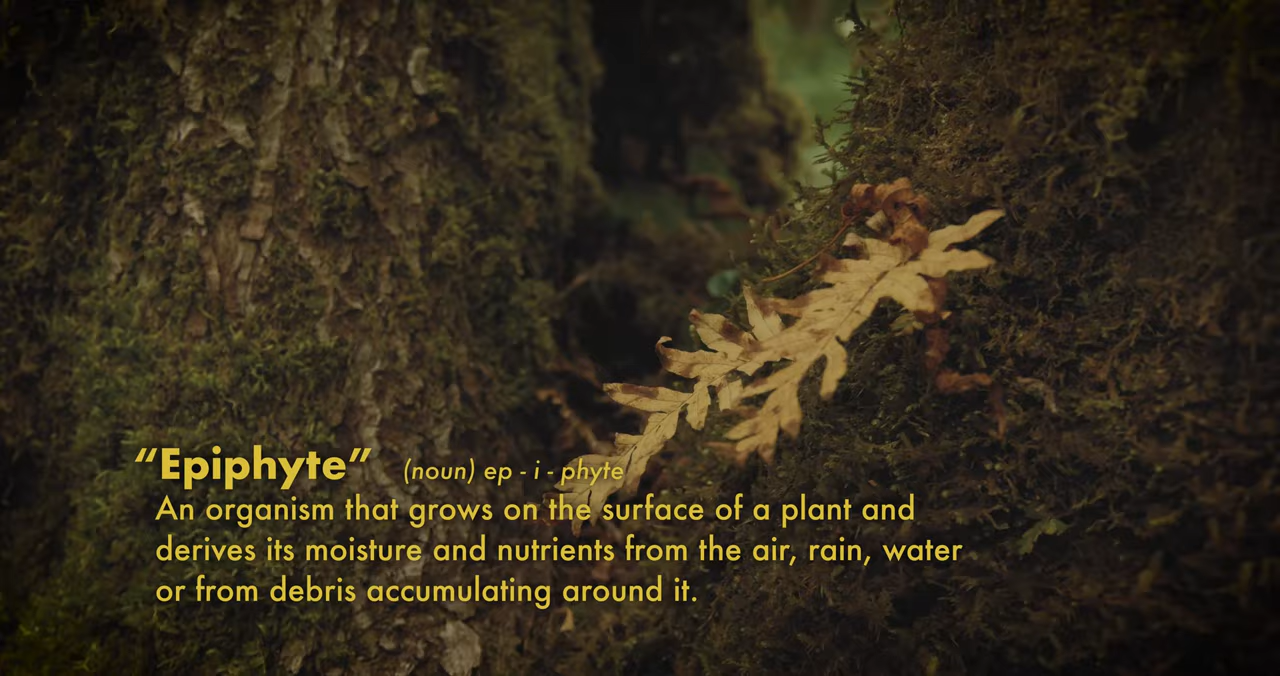 “Epiphyte” (noun) ep - i - phyte
An organism that grows on the surface of a plant and
derives its moisture and nutrients from the air, rain, water
or from debris accumulating around it.